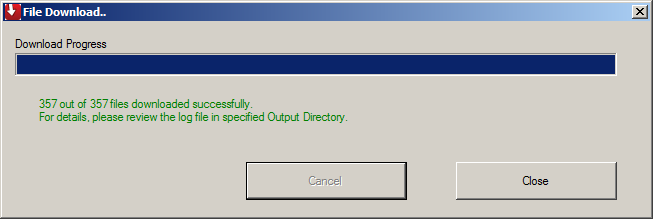 File Download..
Download Progress
357 out of 357 files downloaded successfully.
For details, please review the log file in specified Output Directory.
Cancel
Close